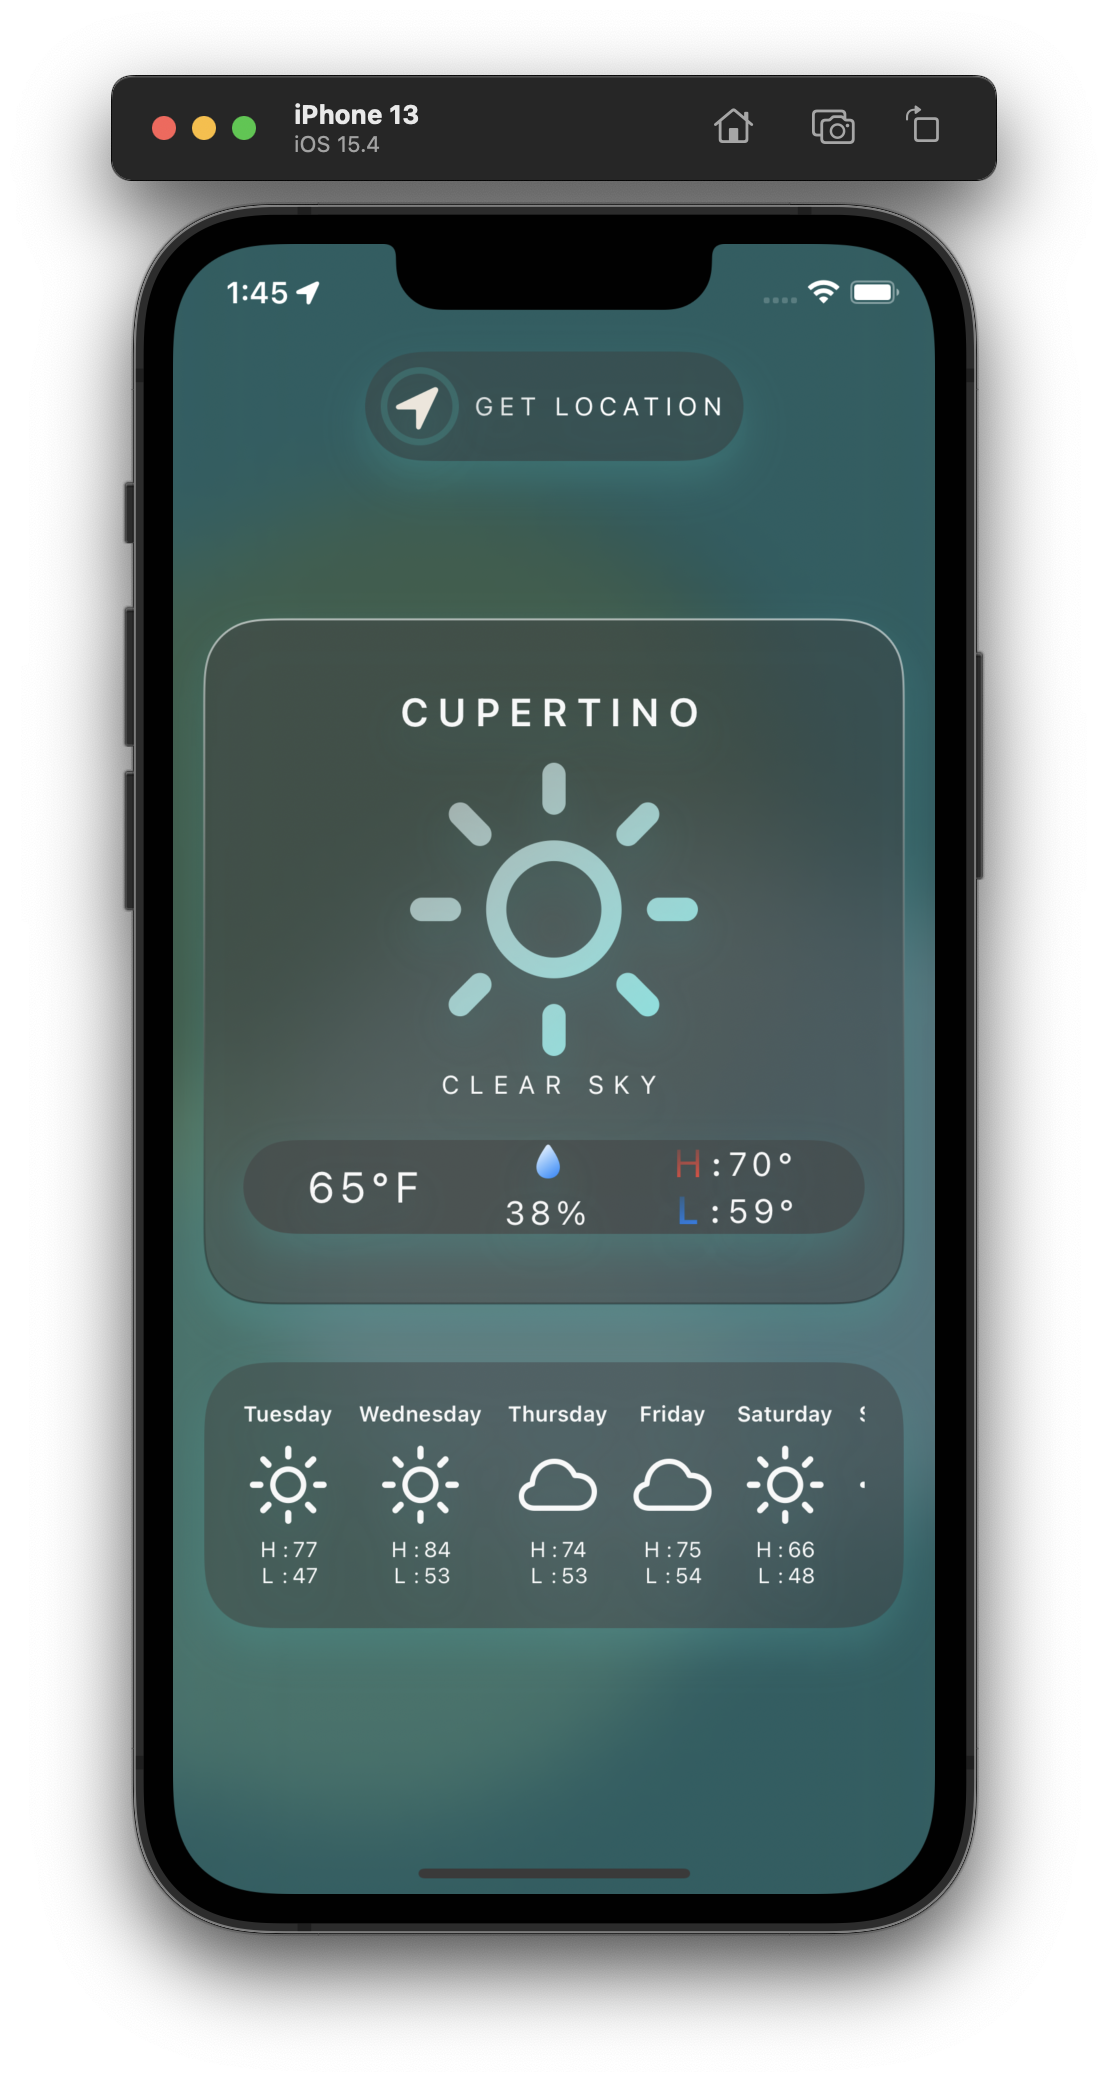 iPhone 13
iOS 15.4
1:45
GET LOCATION
CUPERTINO
CLEAR SKY
65°F
38%
H:70°
L:59°
Tuesday Wednesday Thursday Friday Saturday
H:77 H:84 H:74 H:75 H:66
L:47 L:53 L:53 L:54 L:48